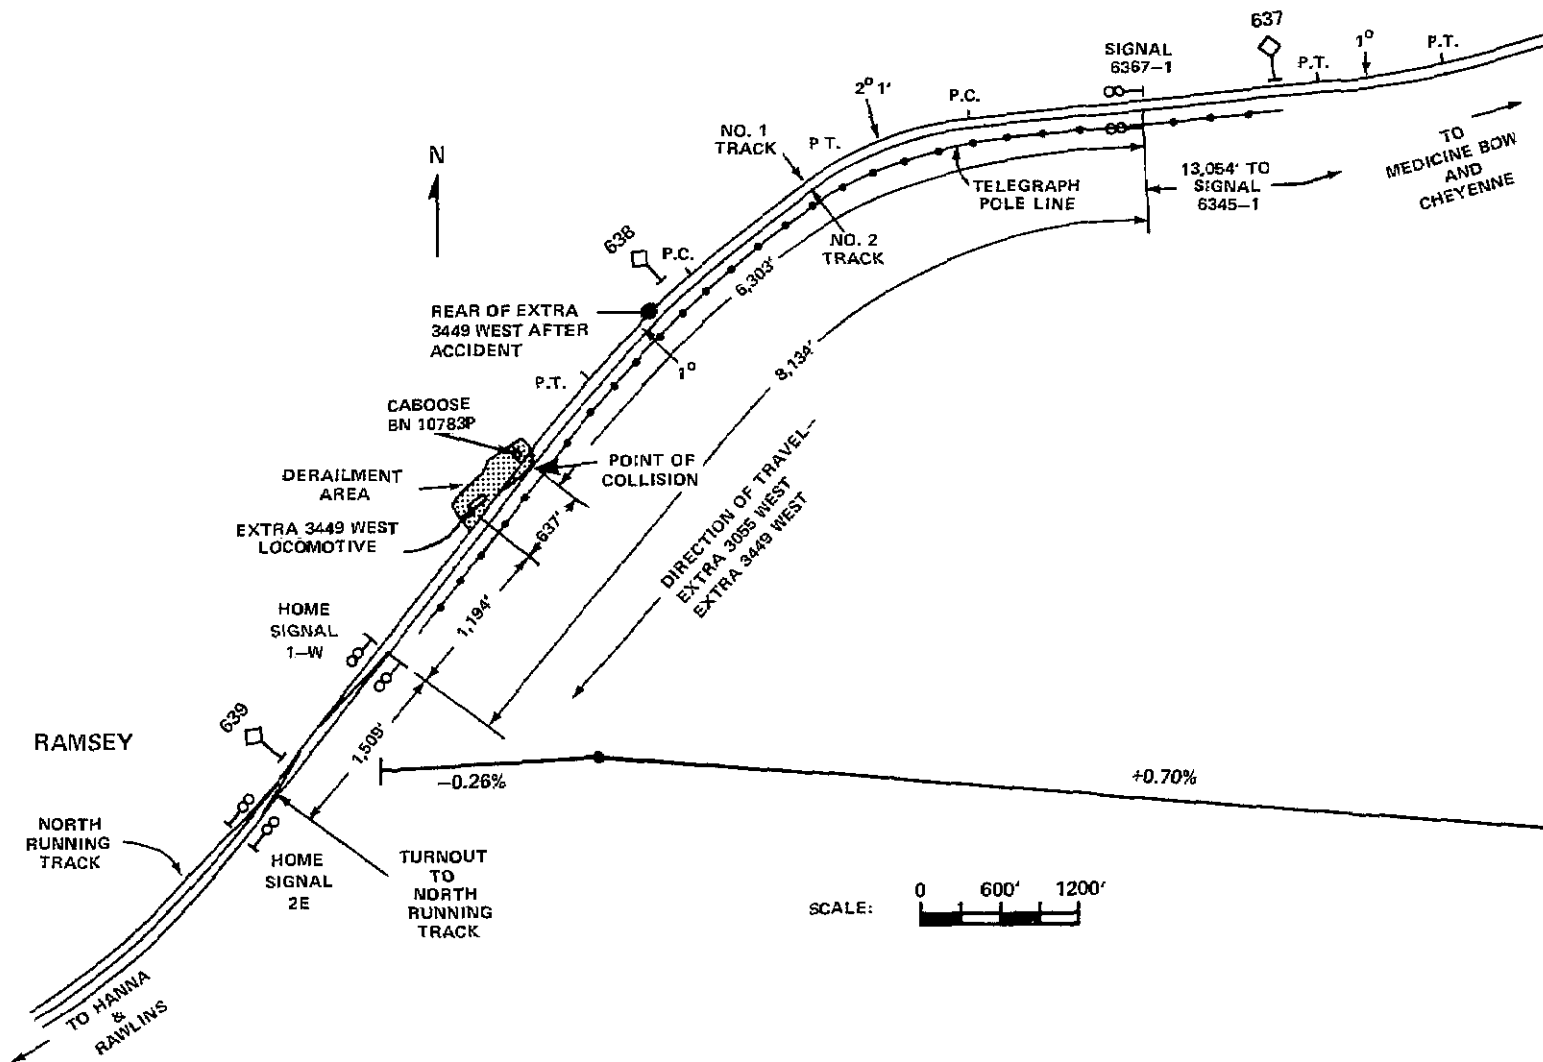 637
SIGNAL
6367-1
P.C.
P.T.
1°
P.T.
2° 1'
NO. 1
TRACK
P T.
N
TO
MEDICINE BOW
AND
CHEYENNE
13,054' TO
SIGNAL
6345-1
TELEGRAPH
POLE LINE
NO. 2
TRACK
638
P.C.
6,303'
REAR OF EXTRA
3449 WEST AFTER
ACCIDENT
1°
8,134'
P.T.
CABOOSE
BN 10783P
POINT OF
COLLISION
DERAILMENT
AREA
EXTRA 3449 WEST
LOCOMOTIVE
637'
DIRECTION OF TRAVEL-
EXTRA 3055 WEST
EXTRA 3449 WEST
1,194'
HOME
SIGNAL
1-W
639
RAMSEY
1,509'
-0.26%
+0.70%
NORTH
RUNNING
TRACK
HOME
SIGNAL
2E
TURNOUT
TO
NORTH
RUNNING
TRACK
SCALE:
0 600' 1200'
TO HANNA
&
RAWLINS